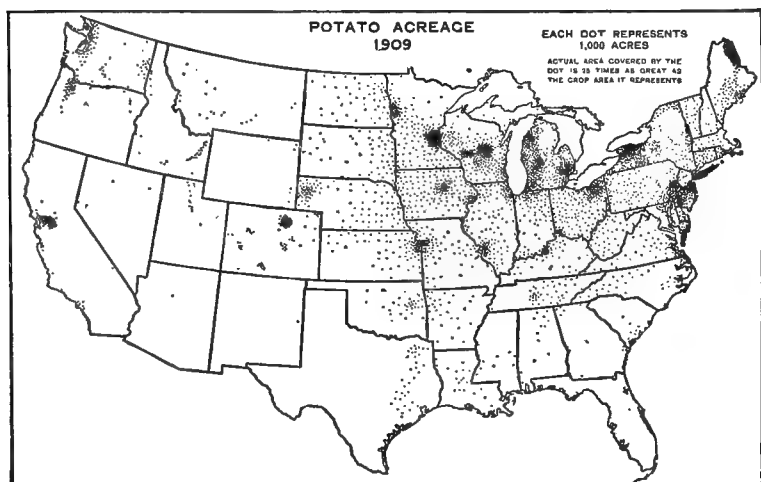 POTATO ACREAGE
1909
EACH DOT REPRESENTS
1,000 ACRES
ACTUAL AREA COVERED BY THE
DOT IS 25 TIMES AS GREAT AS
THE CROP AREA IT REPRESENTS